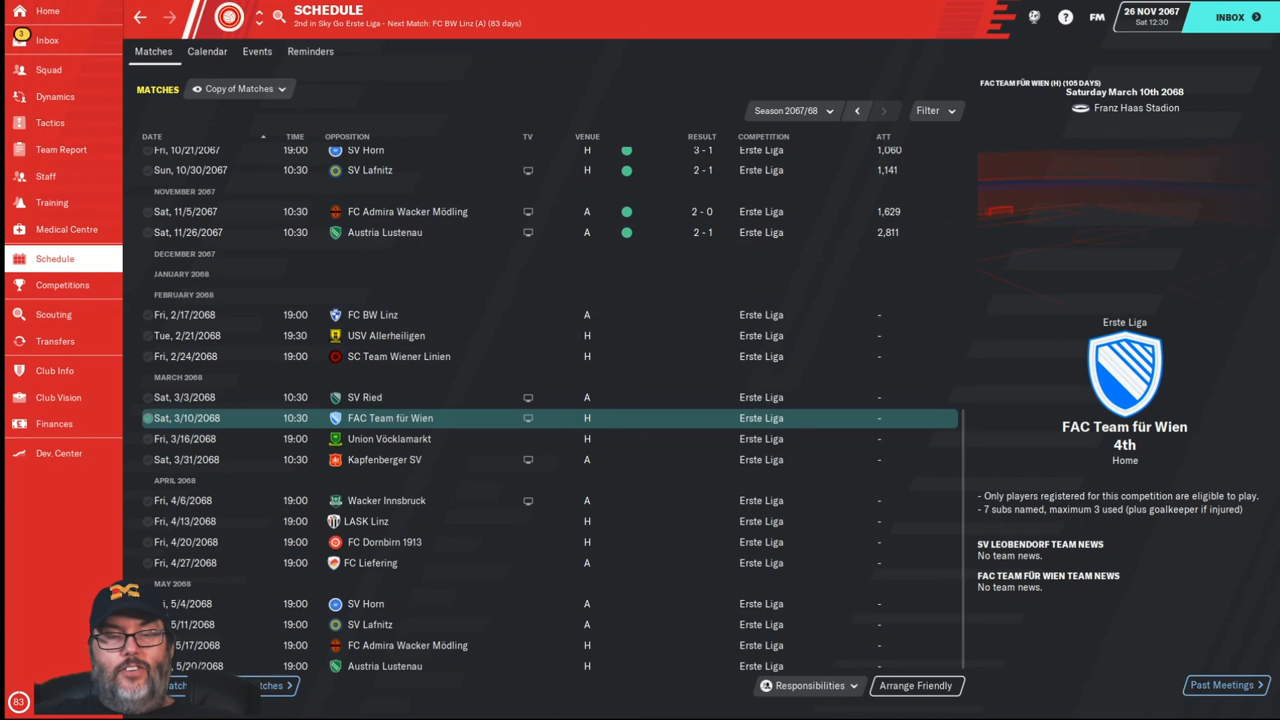 Home
3
Inbox
Squad
Dynamics
Tactics
Team Report
Staff
Training
Medical Centre
Schedule
Competitions
Scouting
Transfers
Club Info
Club Vision
Finances
Dev. Center
83
SCHEDULE
2nd in Sky Go Erste Liga - Next Match: FC BW Linz (A) (83 days)
?
FM
26 NOV 2067
Sat 12:30
INBOX
Matches Calendar Events Reminders
MATCHES Copy of Matches
Season 2067/68 Filter
DATE TIME OPPOSITION TV VENUE RESULT COMPETITION ATT
Fri, 10/21/2067 19:00 SV Horn H 3 - 1 Erste Liga 1,060
Sun, 10/30/2067 10:30 SV Lafnitz H 2 - 1 Erste Liga 1,141
NOVEMBER 2067
Sat, 11/5/2067 10:30 FC Admira Wacker Mödling A 2 - 0 Erste Liga 1,629
Sat, 11/26/2067 10:30 Austria Lustenau A 2 - 1 Erste Liga 2,811
DECEMBER 2067
JANUARY 2068
FEBRUARY 2068
Fri, 2/17/2068 19:00 FC BW Linz A Erste Liga -
Tue, 2/21/2068 19:30 USV Allerheiligen H Erste Liga -
Fri, 2/24/2068 19:00 SC Team Wiener Linien H Erste Liga -
MARCH 2068
Sat, 3/3/2068 10:30 SV Ried A Erste Liga -
Sat, 3/10/2068 10:30 FAC Team für Wien H Erste Liga -
Fri, 3/16/2068 19:00 Union Vöcklamarkt H Erste Liga -
Sat, 3/31/2068 10:30 Kapfenberger SV A Erste Liga -
APRIL 2068
Fri, 4/6/2068 19:00 Wacker Innsbruck A Erste Liga -
Fri, 4/13/2068 19:00 LASK Linz H Erste Liga -
Fri, 4/20/2068 19:00 FC Dornbirn 1913 H Erste Liga -
Fri, 4/27/2068 19:00 FC Liefering A Erste Liga -
MAY 2068
5/4/2068 19:00 SV Horn A Erste Liga -
5/11/2068 19:00 SV Lafnitz A Erste Liga -
5/17/2068 19:00 FC Admira Wacker Mödling H Erste Liga -
5/20/2068 19:00 Austria Lustenau H Erste Liga -
Responsibilities Arrange Friendly
FAC TEAM FÜR WIEN (H) (105 DAYS)
Saturday March 10th 2068
Franz Haas Stadion
Erste Liga
FAC Team für Wien
4th
Home
- Only players registered for this competition are eligible to play.
- 7 subs named, maximum 3 used (plus goalkeeper if injured)
SV LEOBENDORF TEAM NEWS
No team news.
FAC TEAM FÜR WIEN TEAM NEWS
No team news.
Past Meetings